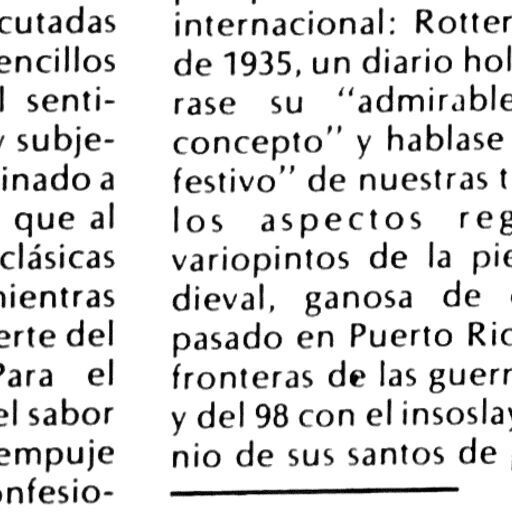 cutadas
encillos
l senti-
y subje-
inado a
que al
clásicas
nientras
erte del
Para el
el sabor
empuje
onfesio-
internacional: Rotter
de 1935, un diario hol
rase su "admirable
concepto" y hablase
festivo" de nuestras t
los aspectos reg
variopintos de la pie
dieval, ganosa de
pasado en Puerto Ric
fronteras de las guerr
y del 98 con el insoslay
nio de sus santos de